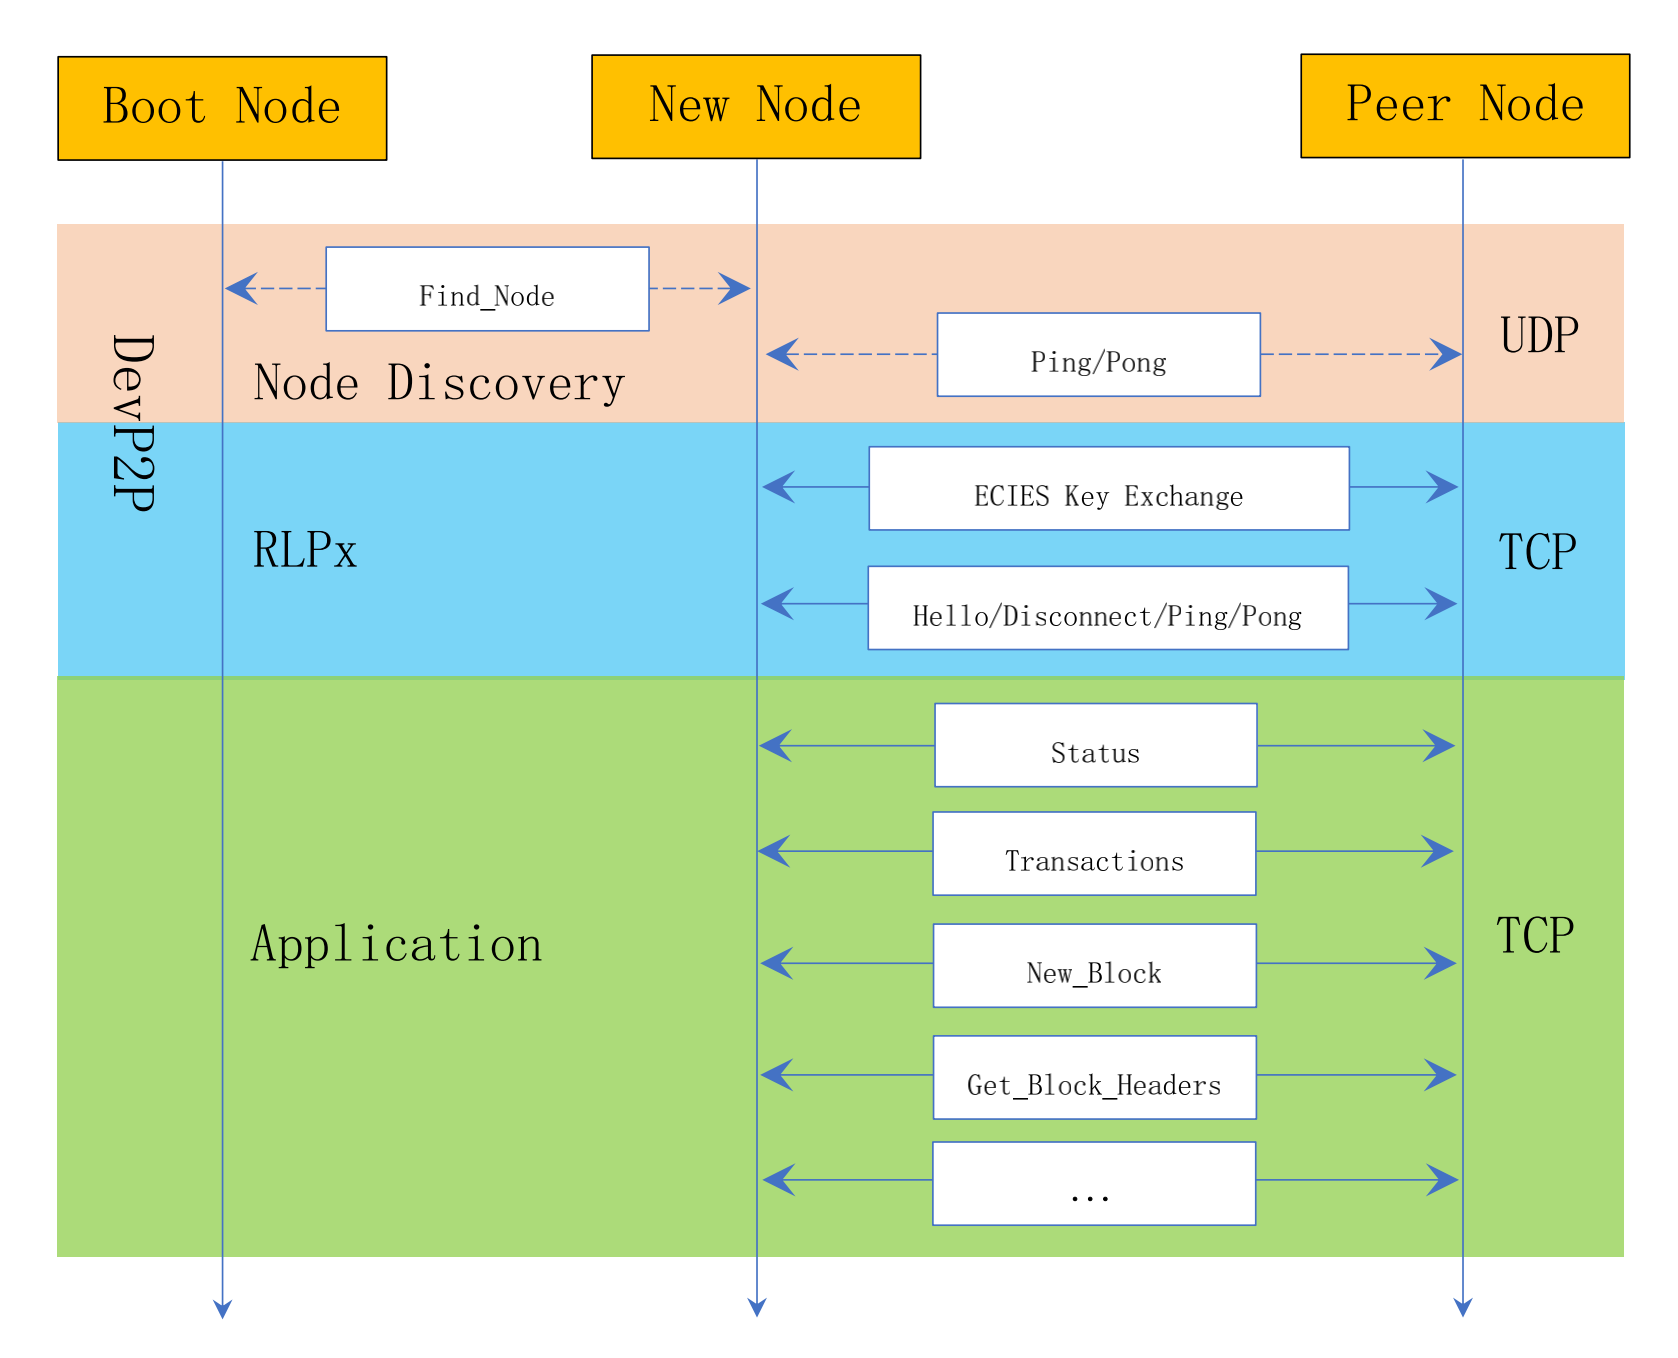 Boot Node
New Node
Peer Node
Find_Node
Ping/Pong
UDP
Node Discovery
DevP2P
ECIES Key Exchange
RLPx
TCP
Hello/Disconnect/Ping/Pong
Status
Transactions
Application
TCP
New_Block
Get_Block_Headers
...